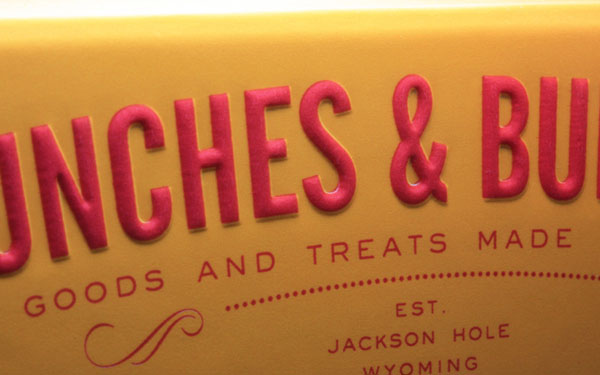 UNCHES & BU
GOODS AND TREATS MADE
EST.
JACKSON HOLE
WYOMING